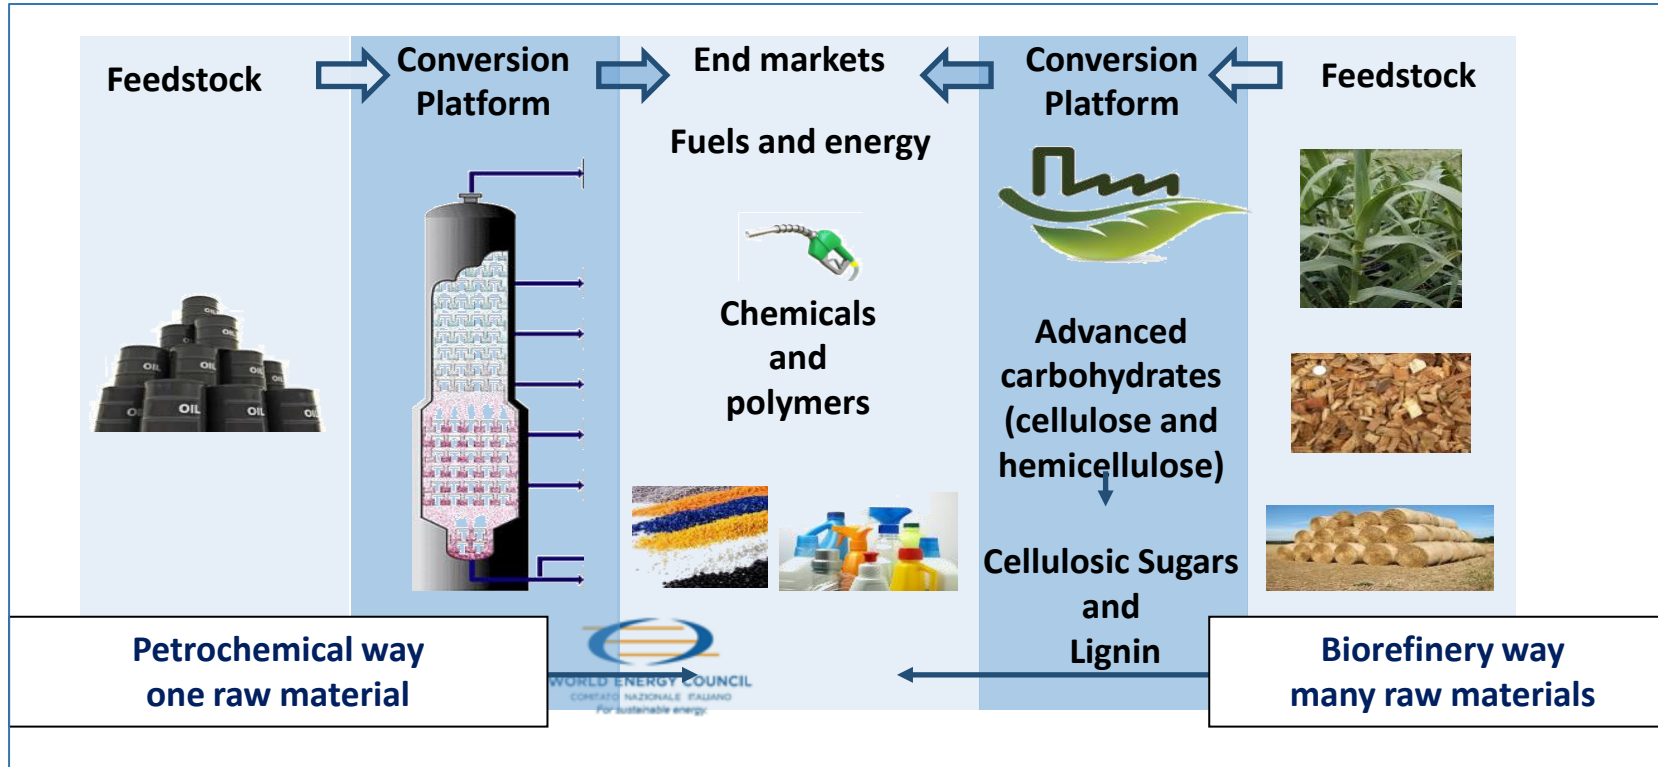 Feedstock
Conversion
Platform
End markets
Conversion
Platform
Feedstock
Fuels and energy
Chemicals
and
polymers
Advanced
carbohydrates
(cellulose and
hemicellulose)
Cellulosic Sugars
and
Lignin
OIL
OIL
OIL
OIL
OIL
OIL
Petrochemical way
one raw material
WORLD ENERGY COUNCIL
COMITATO NAZIONALE ITALIANO
For sustainable energy.
Biorefinery way
many raw materials